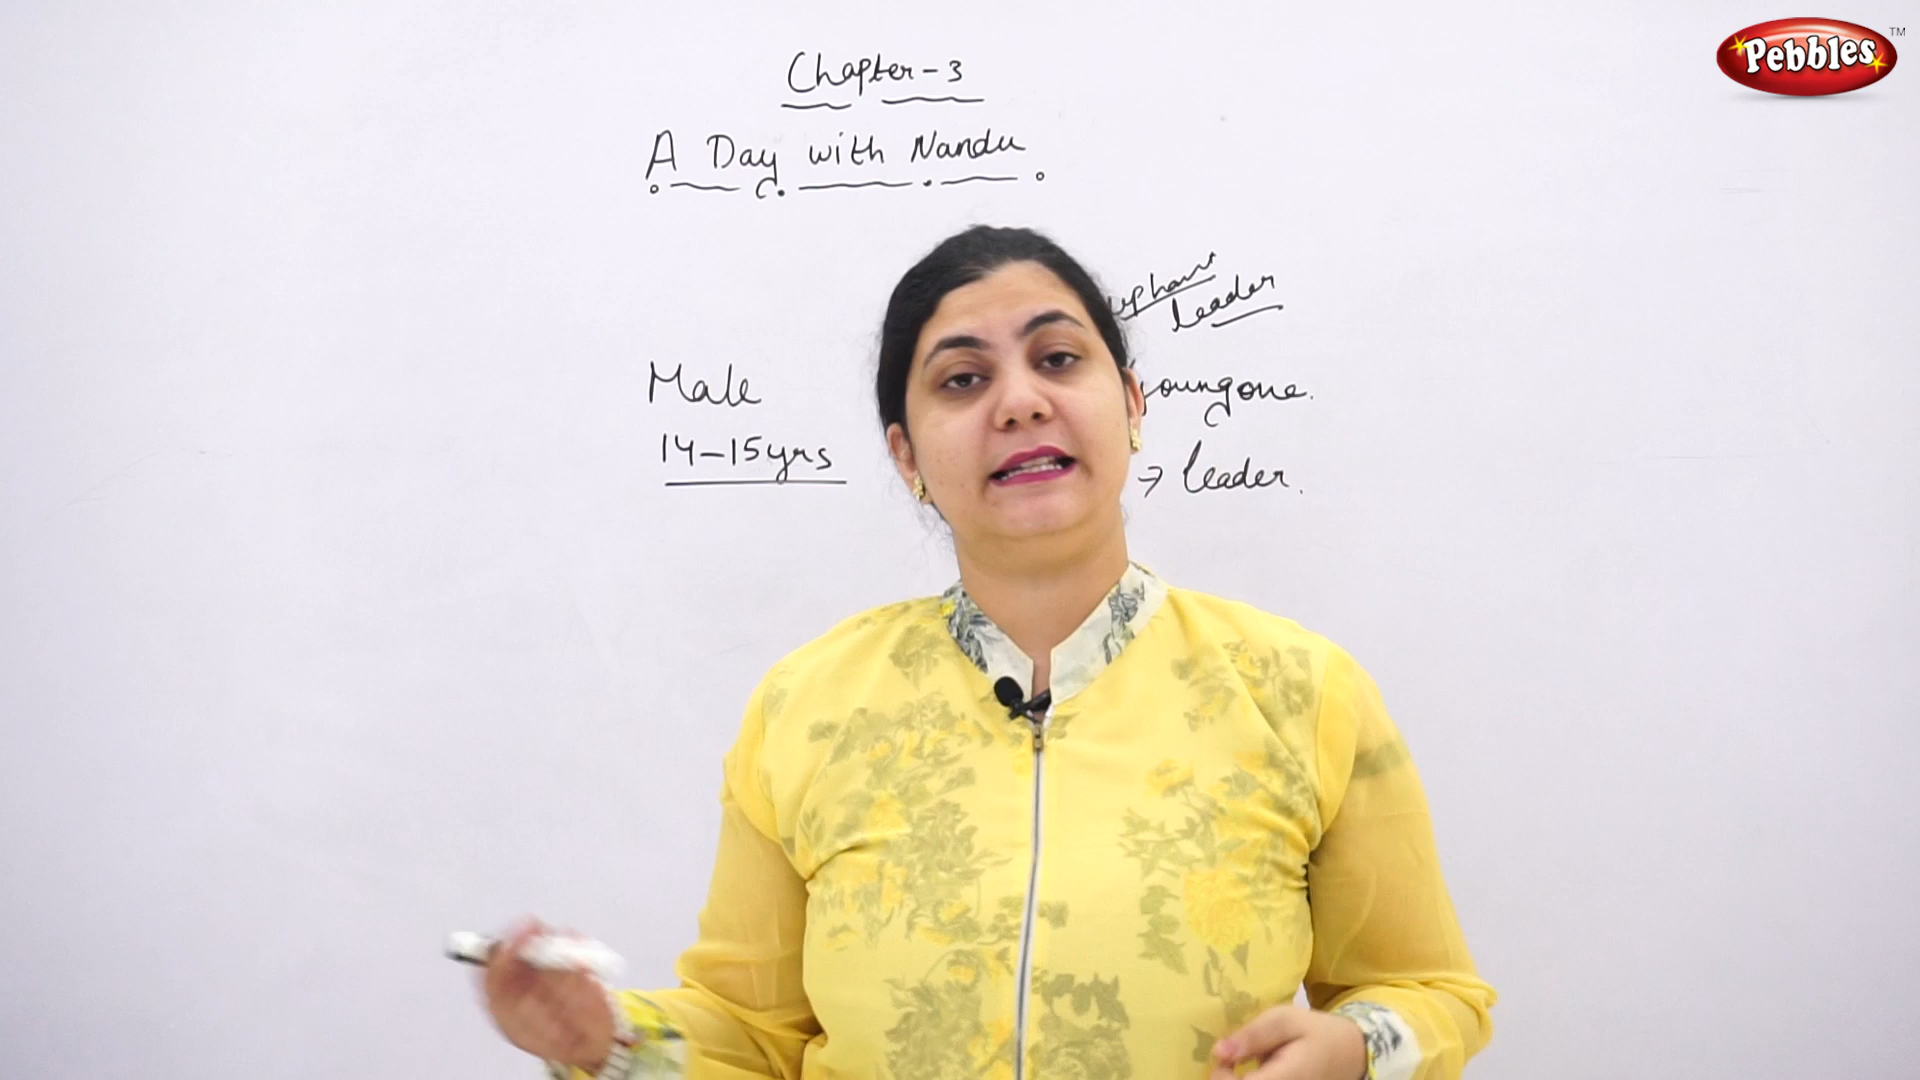 Pebbles TM
Chapter-3
A Day with Nandu
leader
Male
14-15yrs
youngone.
→ leader.